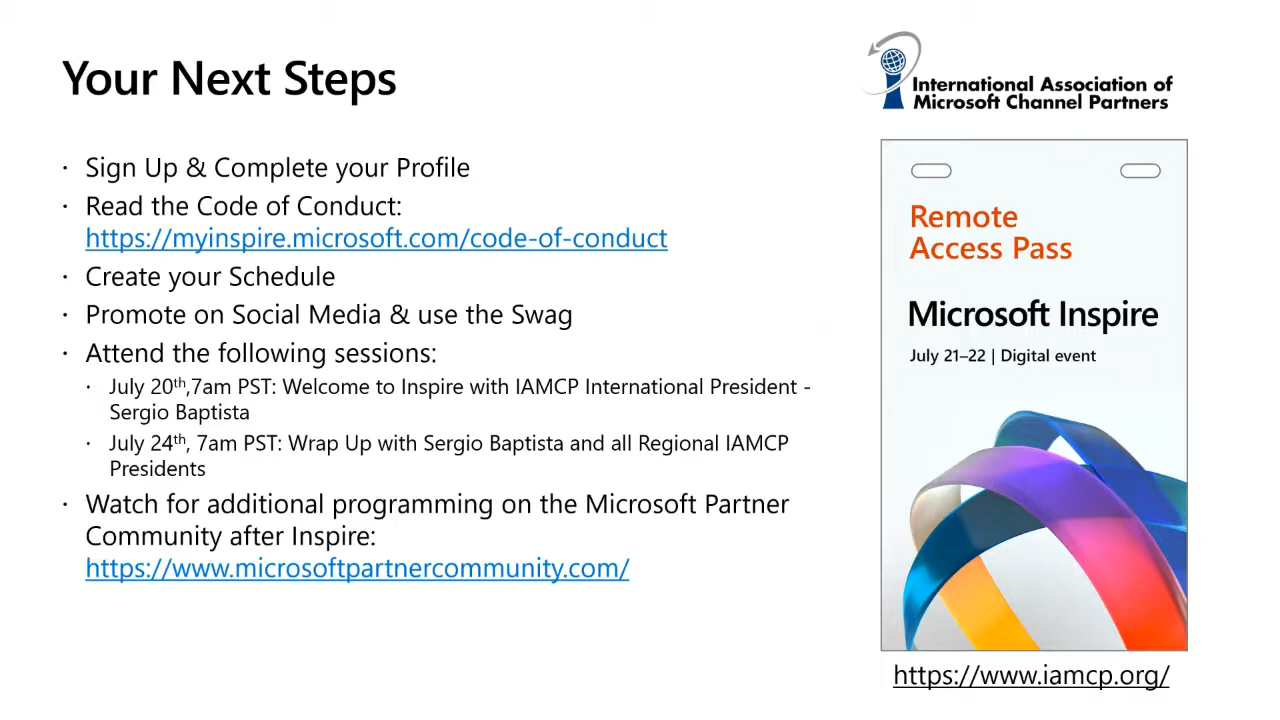 Your Next Steps
International Association of
Microsoft Channel Partners
· Sign Up & Complete your Profile
· Read the Code of Conduct:
https://myinspire.microsoft.com/code-of-conduct
· Create your Schedule
· Promote on Social Media & use the Swag
· Attend the following sessions:
· July 20th,7am PST: Welcome to Inspire with IAMCP International President -
Sergio Baptista
· July 24th, 7am PST: Wrap Up with Sergio Baptista and all Regional IAMCP
Presidents
· Watch for additional programming on the Microsoft Partner
Community after Inspire:
https://www.microsoftpartnercommunity.com/
Remote
Access Pass
Microsoft Inspire
July 21–22 | Digital event
https://www.iamcp.org/